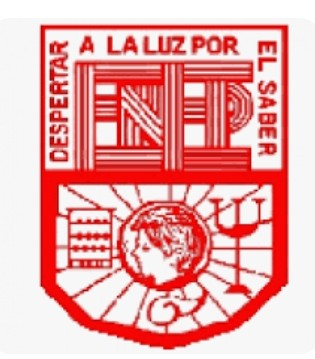 DESPERTAR A LA LUZ POR EL SABER
ENP